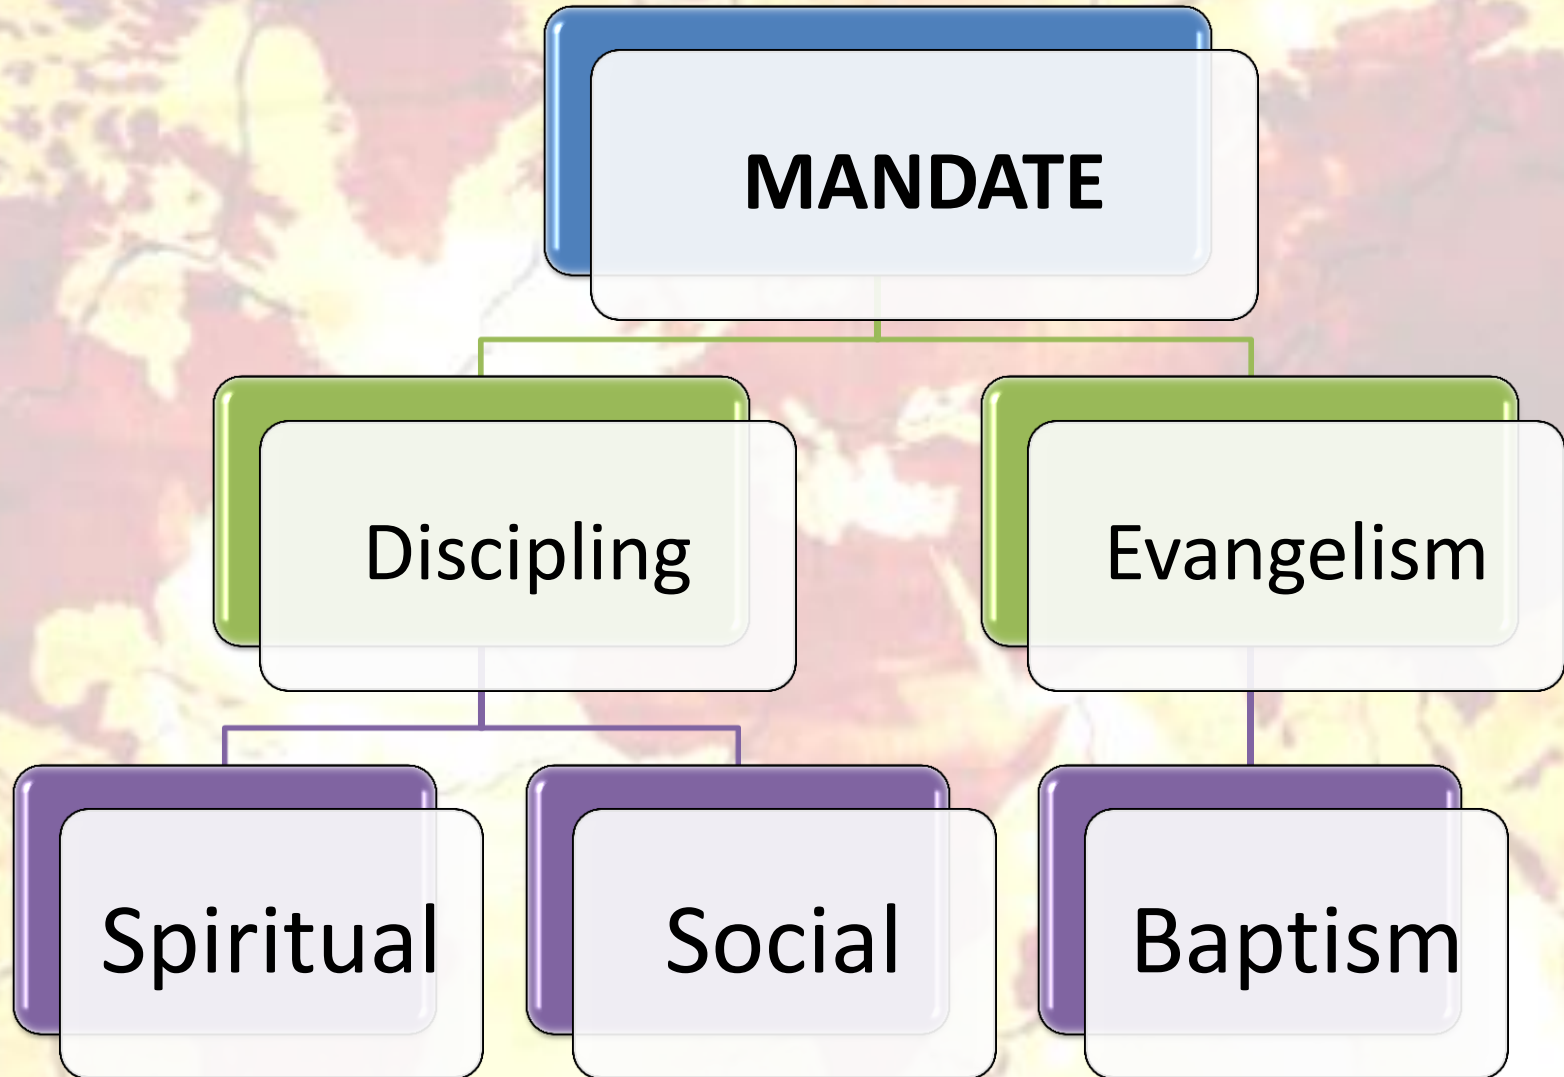 MANDATE
Discipling
Evangelism
Spiritual
Social
Baptism